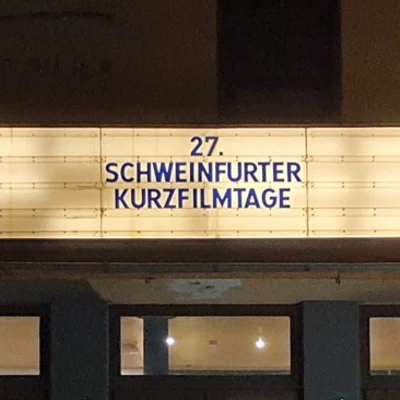 27.
SCHWEINFURTER
KURZFILMTAGE